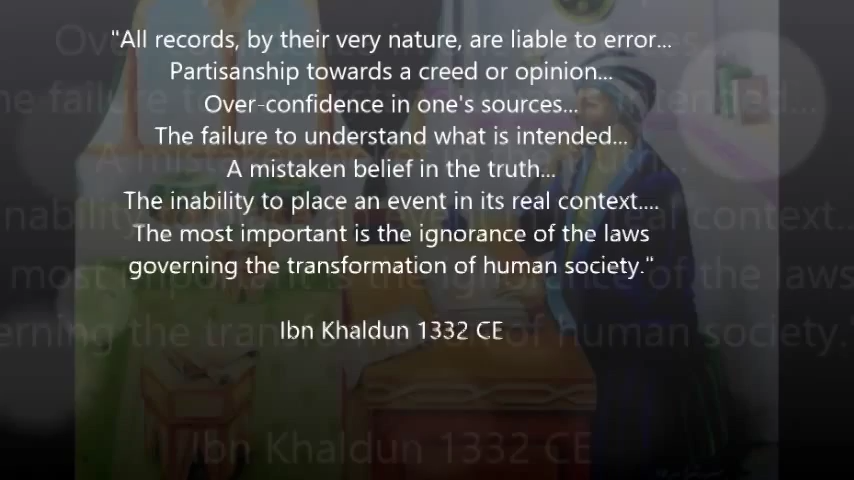 "All records, by their very nature, are liable to error...
Partisanship towards a creed or opinion...
Over-confidence in one's sources...
The failure to understand what is intended...
A mistaken belief in the truth...
The inability to place an event in its real context....
The most important is the ignorance of the laws
governing the transformation of human society."
Ibn Khaldun 1332 CE